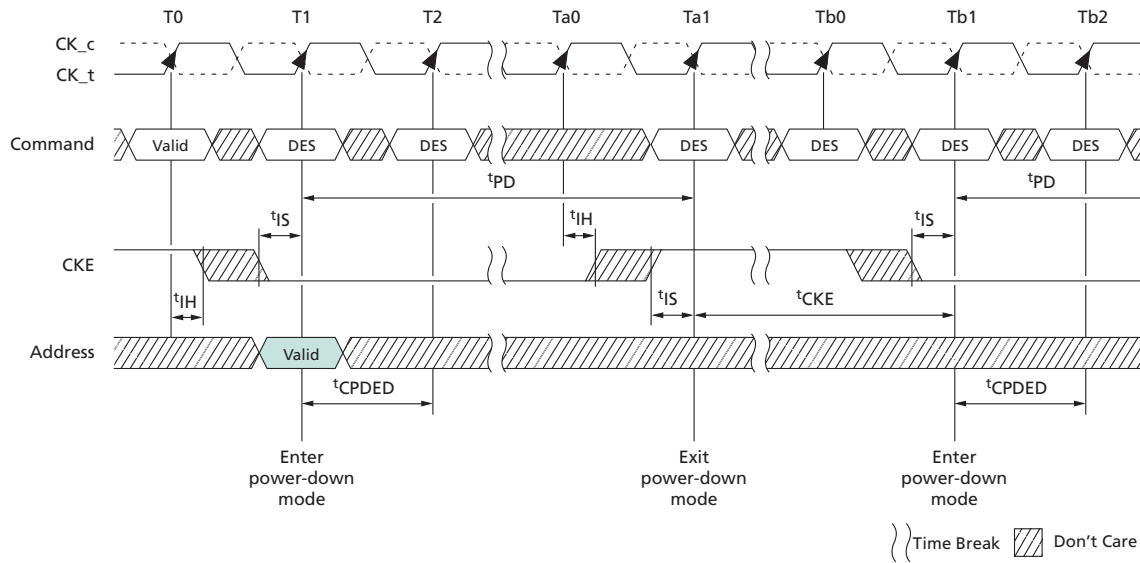 T0 T1 T2 Ta0 Ta1 Tb0 Tb1 Tb2
CK_c
CK_t
Command Valid DES DES DES DES DES DES
tPD tPD
tIS tIH tIS
CKE
tIH tIS tCKE
Address Valid
tCPDED tCPDED
Enter power-down mode
Exit power-down mode
Enter power-down mode
Time Break Don't Care